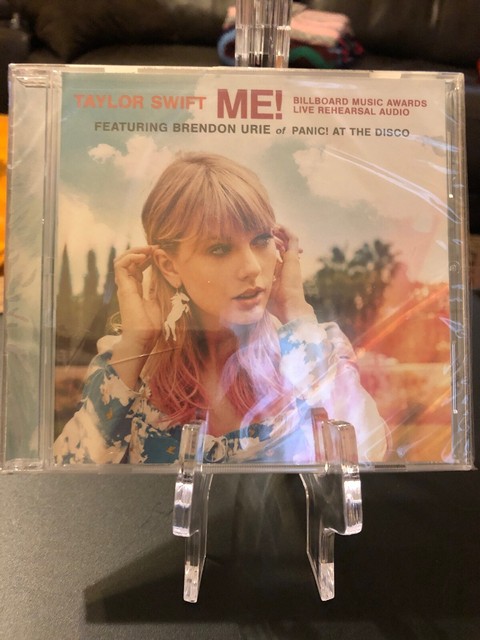 TAYLOR SWIFT ME! BILLBOARD MUSIC AWARDS
LIVE REHEARSAL AUDIO
FEATURING BRENDON URIE of PANIC! AT THE DISCO